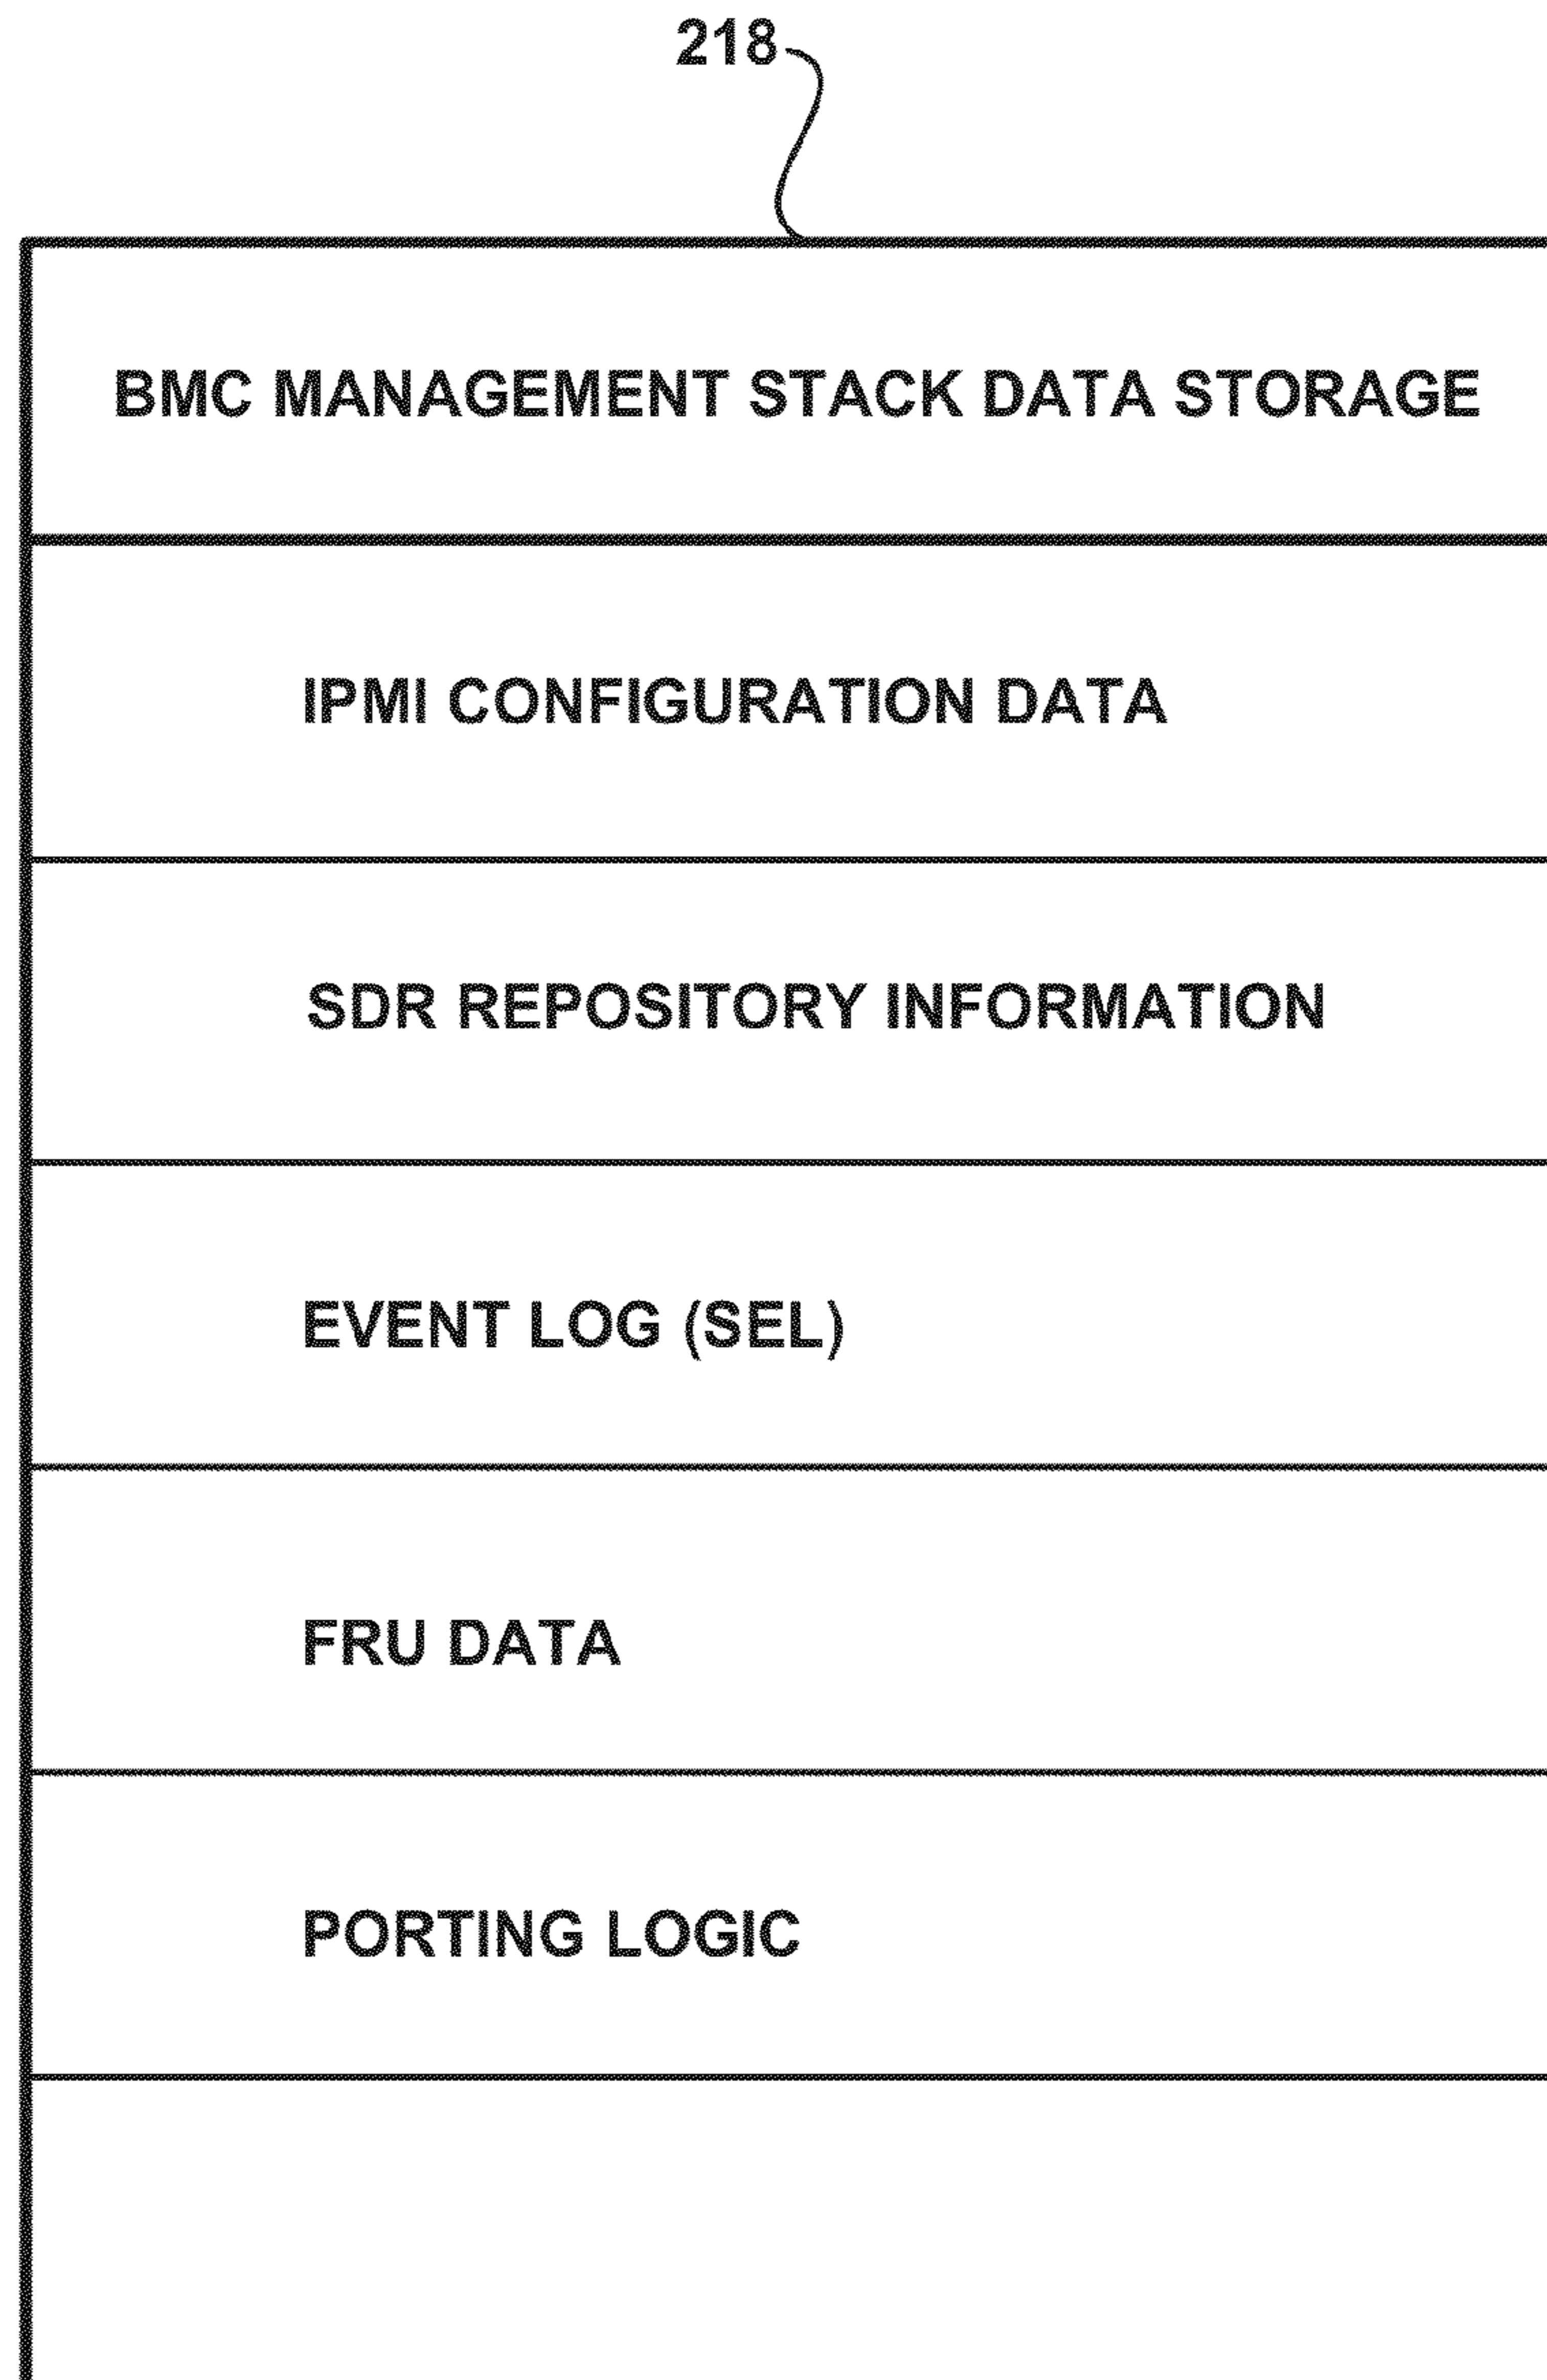 218
BMC MANAGEMENT STACK DATA STORAGE
IPMI CONFIGURATION DATA
SDR REPOSITORY INFORMATION
EVENT LOG (SEL)
FRU DATA
PORTING LOGIC